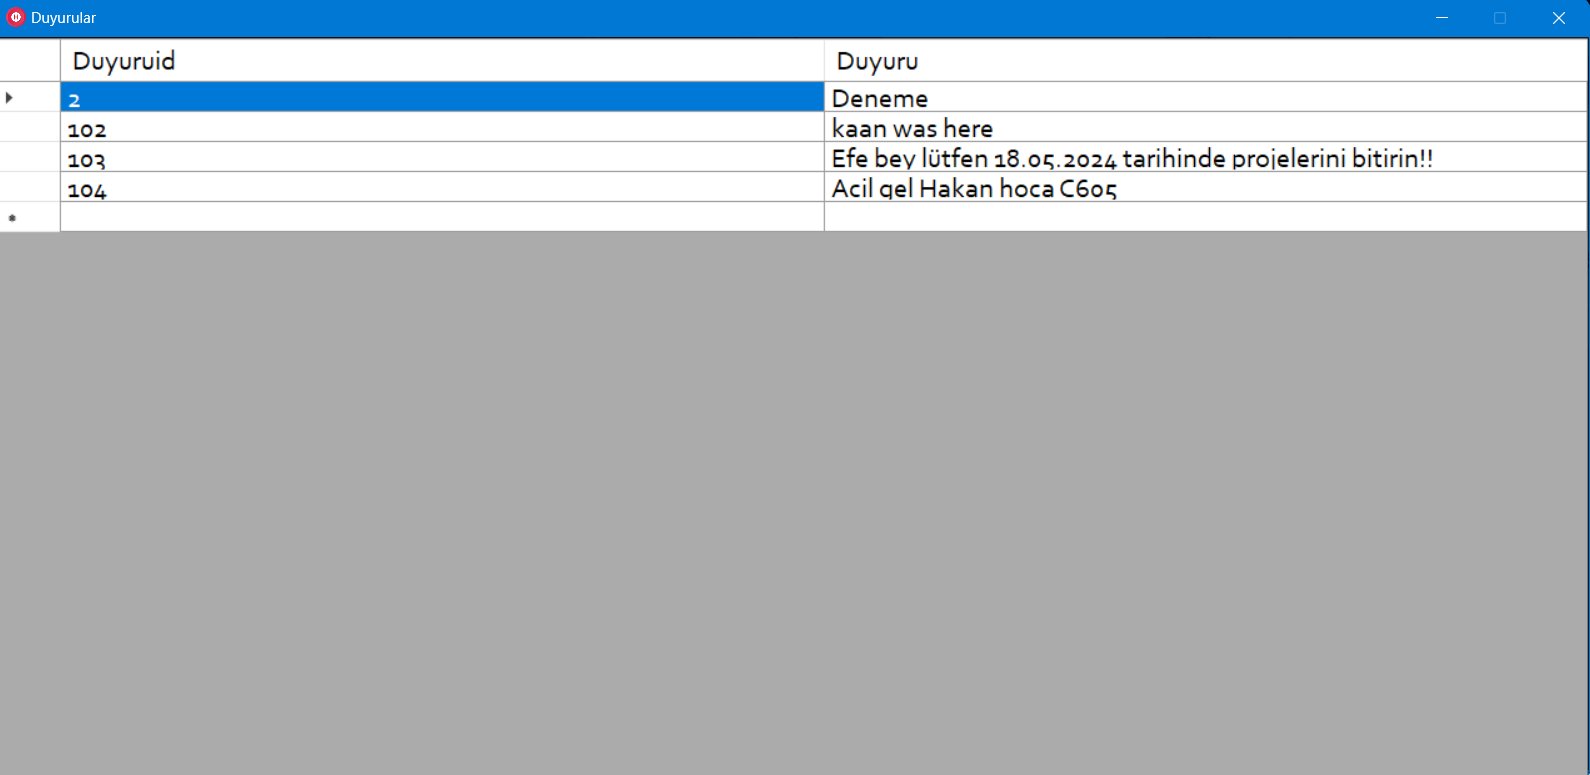 Duyurular
Duyuruid Duyuru
2 Deneme
102 kaan was here
103 Efe bey lütfen 18.05.2024 tarihinde projelerini bitirin!!
104 Acil gel Hakan hoca C605